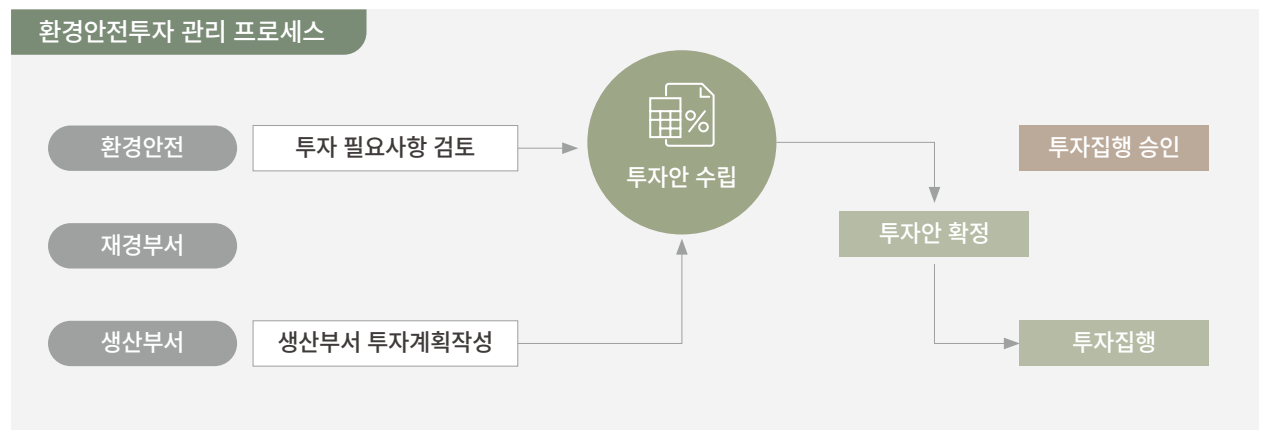 환경안전투자 관리 프로세스
환경안전
투자 필요사항 검토
투자안 수립
투자집행 승인
재경부서
투자안 확정
생산부서
생산부서 투자계획작성
투자집행
%